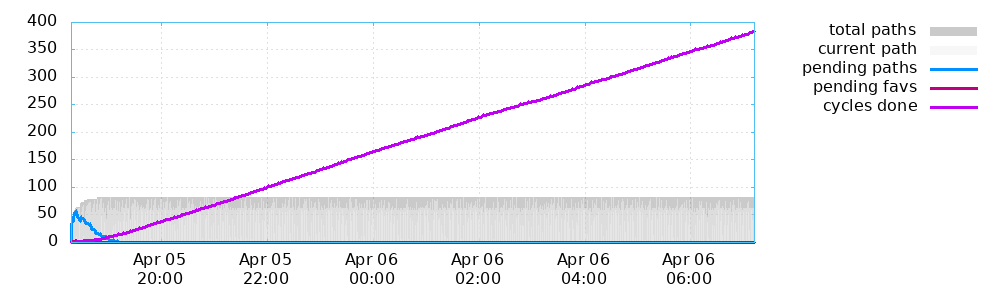 400
350
300
250
200
150
100
50
0
Apr 05 20:00
Apr 05 22:00
Apr 06 00:00
Apr 06 02:00
Apr 06 04:00
Apr 06 06:00
total paths
current path
pending paths
pending favs
cycles done